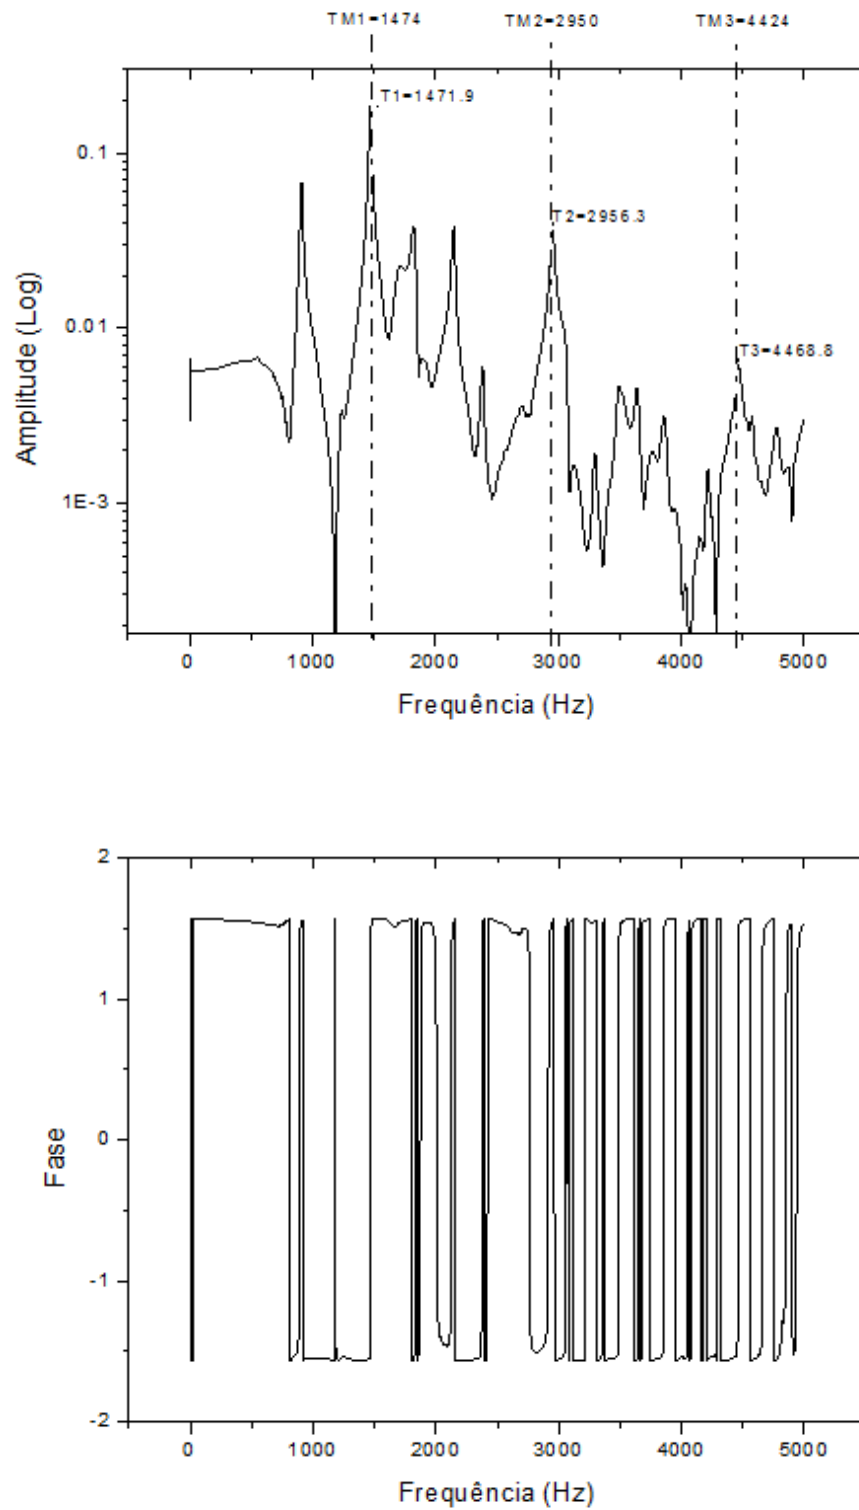 TM1=1474 TM2=2950 TM3=4424
T1=1471.9
0.1
T2=2956.3
0.01
T3=4468.8
1E-3
Amplitude (Log)
0 1000 2000 3000 4000 5000
Frequência (Hz)
2
1
0
-1
-2
Fase
0 1000 2000 3000 4000 5000
Frequência (Hz)